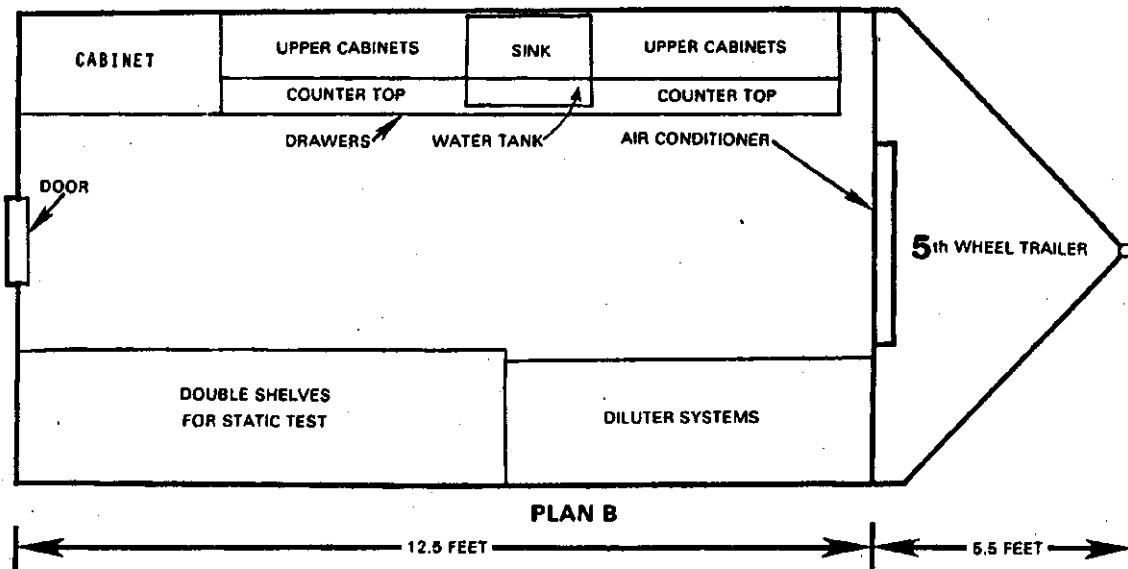 CABINET
UPPER CABINETS
SINK
UPPER CABINETS
COUNTER TOP
COUNTER TOP
DRAWERS
WATER TANK
AIR CONDITIONER
DOOR
5th WHEEL TRAILER
DOUBLE SHELVES
FOR STATIC TEST
DILUTER SYSTEMS
PLAN B
12.5 FEET
5.5 FEET